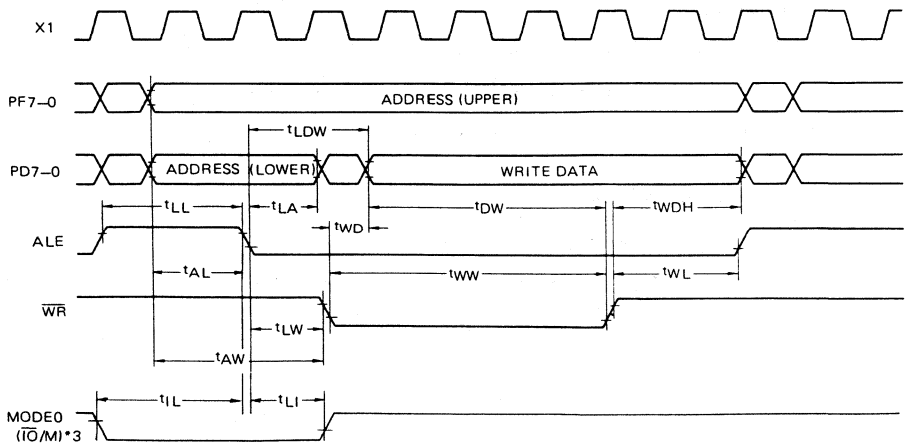 X1
PF7–0
ADDRESS (UPPER)
tLDW
PD7-0
ADDRESS (LOWER)
WRITE DATA
tLL
tLA
tWD
tDW
tWDH
ALE
tAL
tWW
tWL
WR
tLW
tAW
tIL
tLI
MODE0
(IO/M)*3